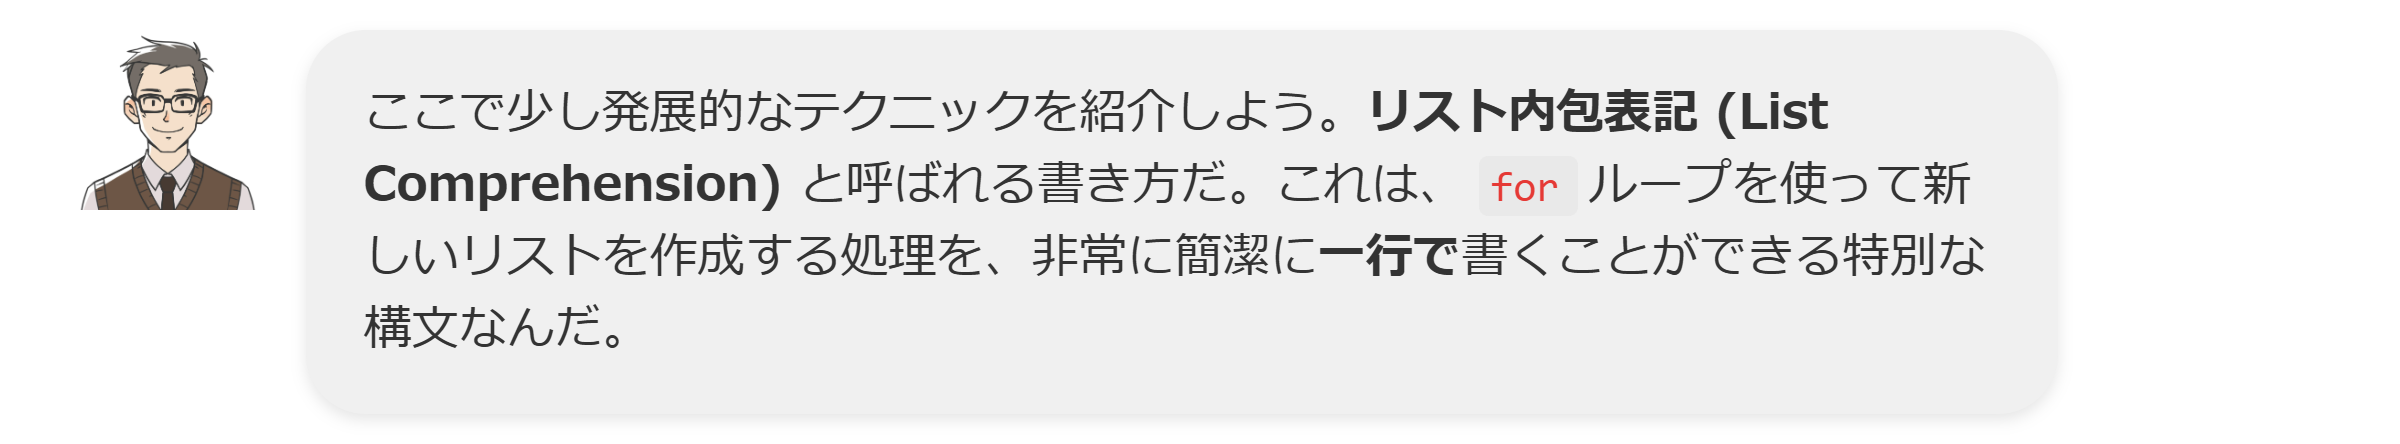 ここで少し発展的なテクニックを紹介しよう。リスト内包表記 (List
Comprehension) と呼ばれる書き方だ。これは、 for ループを使って新
しいリストを作成する処理を、非常に簡潔に一行で書くことができる特別な
構文なんだ。